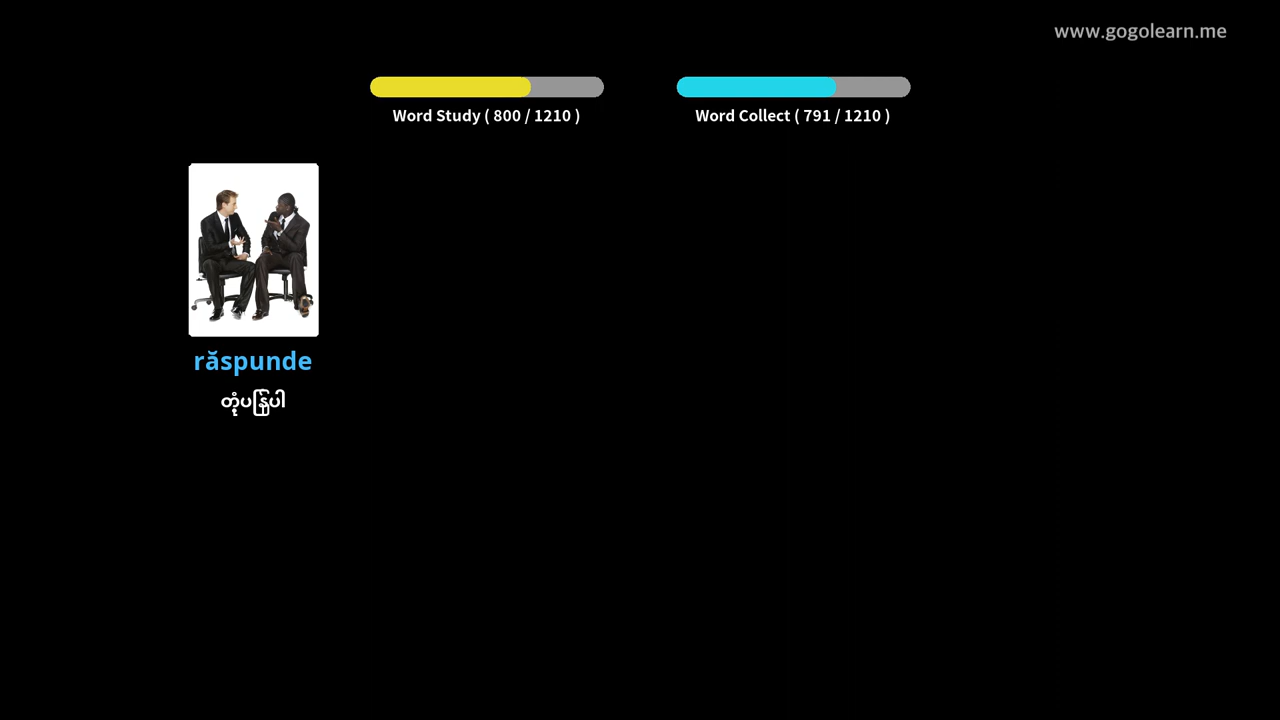 www.gogolearn.me
Word Study ( 800 / 1210 )
Word Collect ( 791 / 1210 )
răspunde
တုံ့ပြန်ပါ